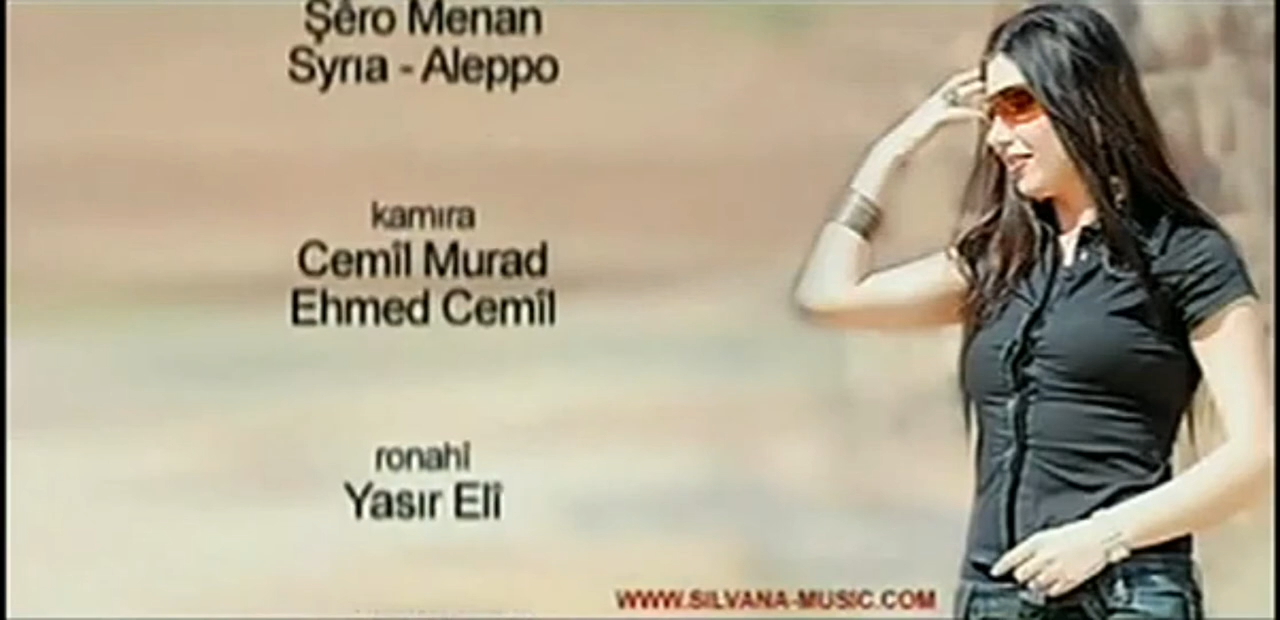 Şêro Menan
Syrıa - Aleppo
kamıra
Cemîl Murad
Ehmed Cemîl
ronahî
Yasır Elî
WWW.SILVANA-MUSIC.COM